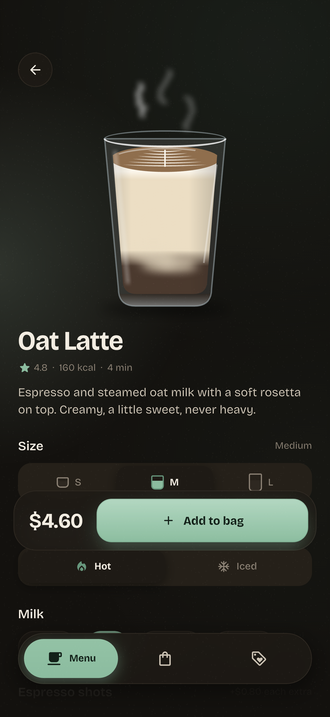 Oat Latte
4.8 · 160 kcal · 4 min
Espresso and steamed oat milk with a soft rosetta
on top. Creamy, a little sweet, never heavy.
Size Medium
S M L
$4.60 + Add to bag
Hot Iced
Milk
Menu
Espresso shots